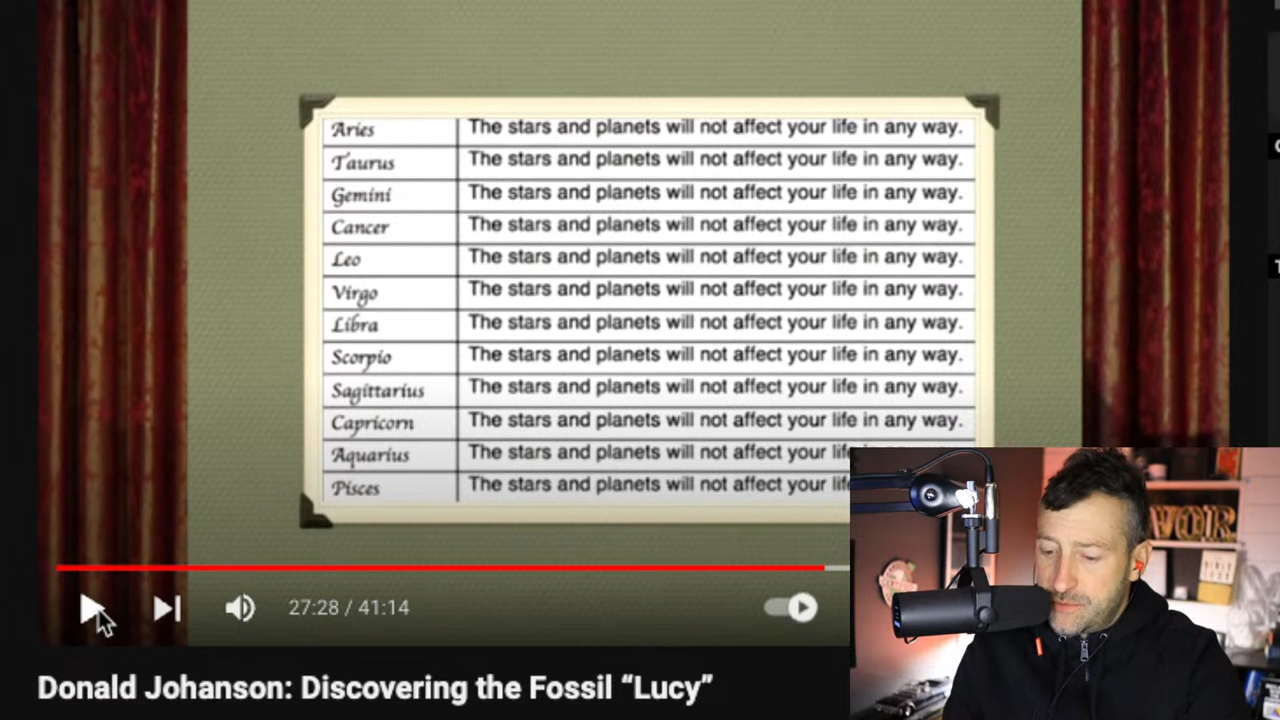 Aries The stars and planets will not affect your life in any way.
Taurus The stars and planets will not affect your life in any way.
Gemini The stars and planets will not affect your life in any way.
Cancer The stars and planets will not affect your life in any way.
Leo The stars and planets will not affect your life in any way.
Virgo The stars and planets will not affect your life in any way.
Libra The stars and planets will not affect your life in any way.
Scorpio The stars and planets will not affect your life in any way.
Sagittarius The stars and planets will not affect your life in any way.
Capricorn The stars and planets will not affect your life in any way.
Aquarius The stars and planets will not affect your life
Pisces The stars and planets will not affect your life
WOR
27:28 / 41:14
Donald Johanson: Discovering the Fossil “Lucy”